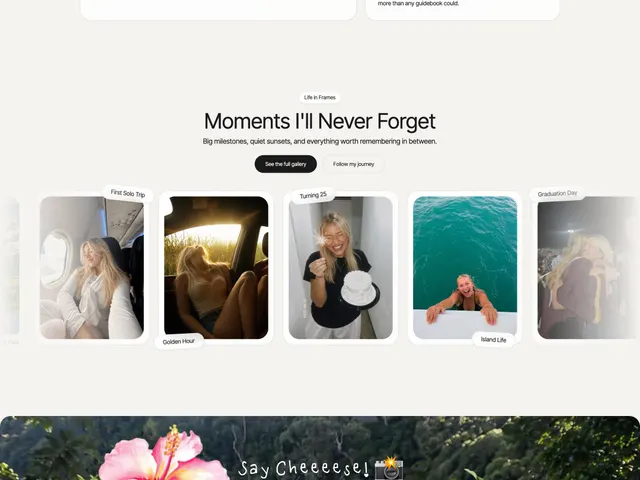 more than any guidebook could.
Life in Frames
Moments I'll Never Forget
Big milestones, quiet sunsets, and everything worth remembering in between.
See the full gallery
Follow my journey
First Solo Trip
Turning 25
Graduation Day
Golden Hour
Island Life
Say Cheeeese!